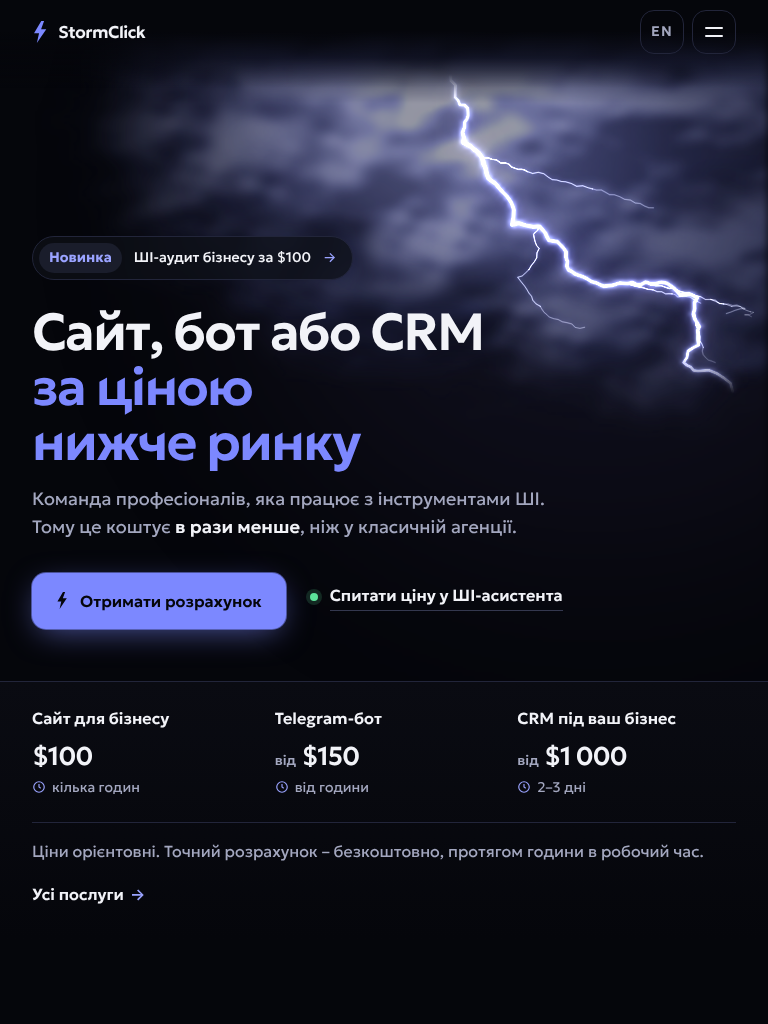 StormClick
EN
Новинка ШІ-аудит бізнесу за $100 →
Сайт, бот або CRM
за ціною
нижче ринку
Команда професіоналів, яка працює з інструментами ШІ.
Тому це коштує в рази менше, ніж у класичній агенції.
Отримати розрахунок
Спитати ціну у ШІ-асистента
Сайт для бізнесу
$100
кілька годин
Telegram-бот
від $150
від години
CRM під ваш бізнес
від $1 000
2–3 дні
Ціни орієнтовні. Точний розрахунок – безкоштовно, протягом години в робочий час.
Усі послуги →